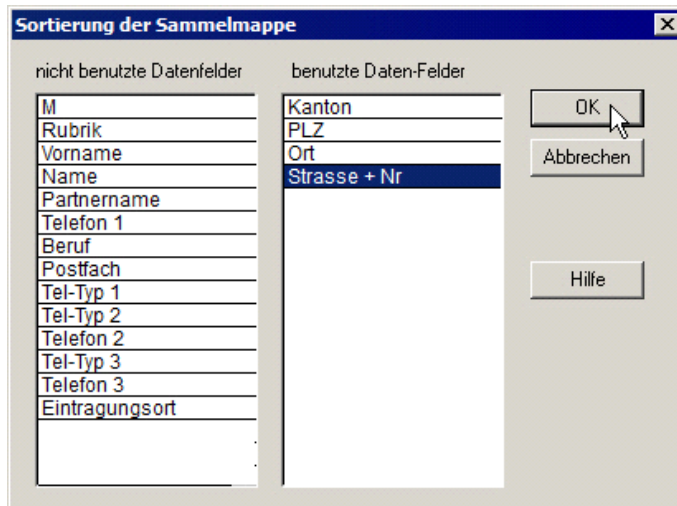 Sortierung der Sammelmappe
nicht benutzte Datenfelder
M
Rubrik
Vorname
Name
Partnername
Telefon 1
Beruf
Postfach
Tel-Typ 1
Tel-Typ 2
Telefon 2
Tel-Typ 3
Telefon 3
Eintragungsort
benutzte Daten-Felder
Kanton
PLZ
Ort
Strasse + Nr
OK
Abbrechen
Hilfe